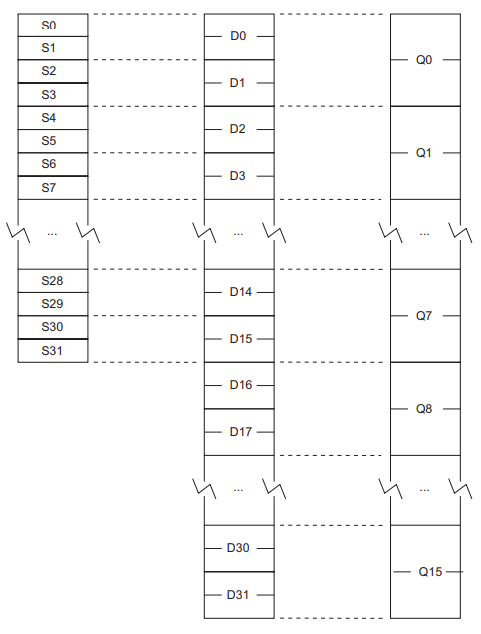 S0
S1
S2
S3
S4
S5
S6
S7
...
S28
S29
S30
S31
D0
D1
D2
D3
...
D14
D15
D16
D17
...
D30
D31
Q0
Q1
...
Q7
Q8
...
Q15